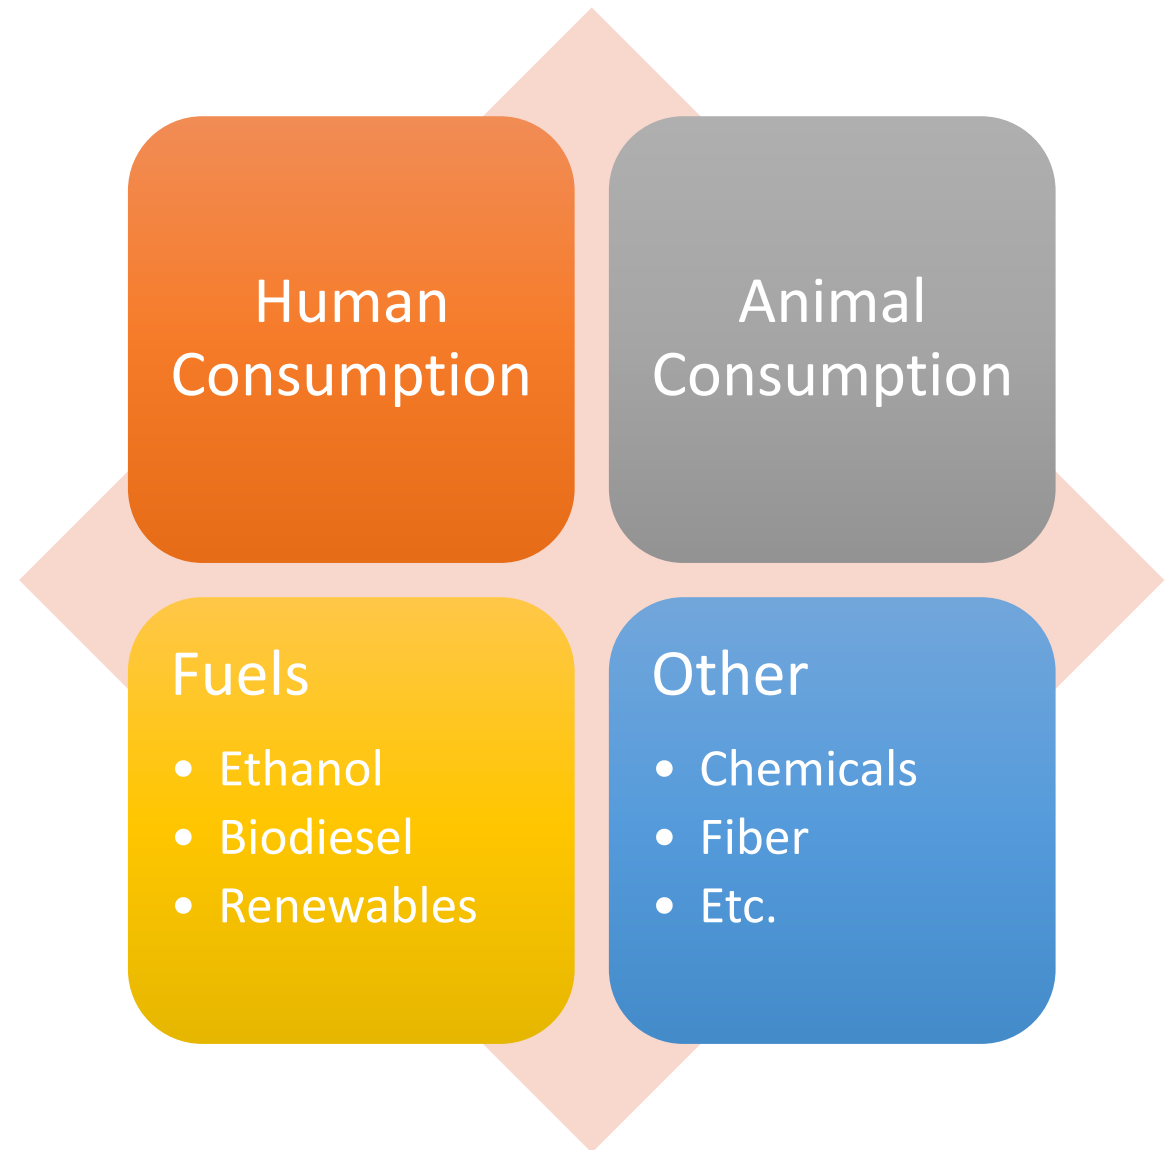 Human
Consumption
Animal
Consumption
Fuels
• Ethanol
• Biodiesel
• Renewables
Other
• Chemicals
• Fiber
• Etc.